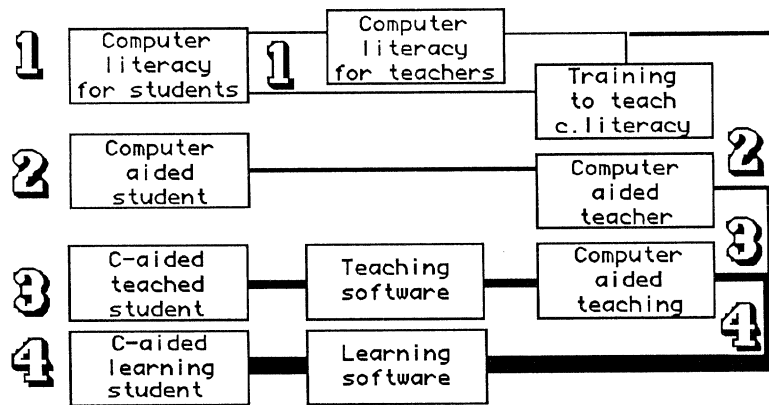 1
Computer
literacy
for students
1
Computer
literacy
for teachers
Training
to teach
c.literacy
2
Computer
aided
student
Computer
aided
teacher
2
3
C-aided
teached
student
Teaching
software
Computer
aided
teaching
3
4
C-aided
learning
student
Learning
software
4